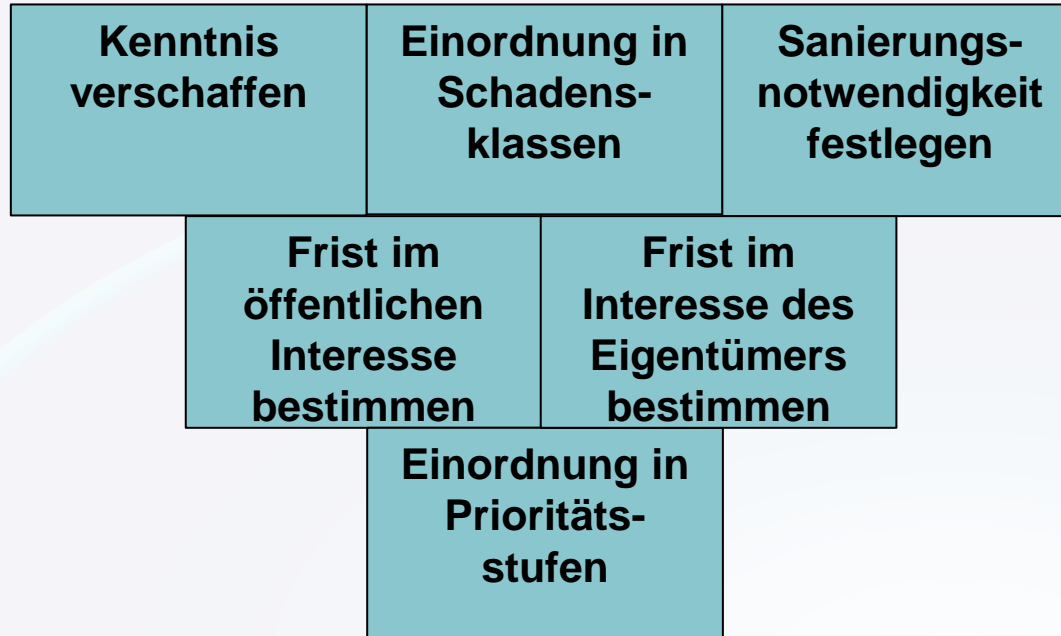 Kenntnis
verschaffen
Einordnung in
Schadens-
klassen
Sanierungs-
notwendigkeit
festlegen
Frist im
öffentlichen
Interesse
bestimmen
Frist im
Interesse des
Eigentümers
bestimmen
Einordnung in
Prioritäts-
stufen